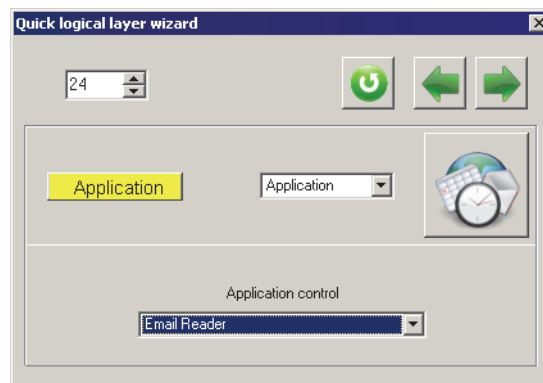 Quick logical layer wizard
24
Application
Application
Application control
Email Reader